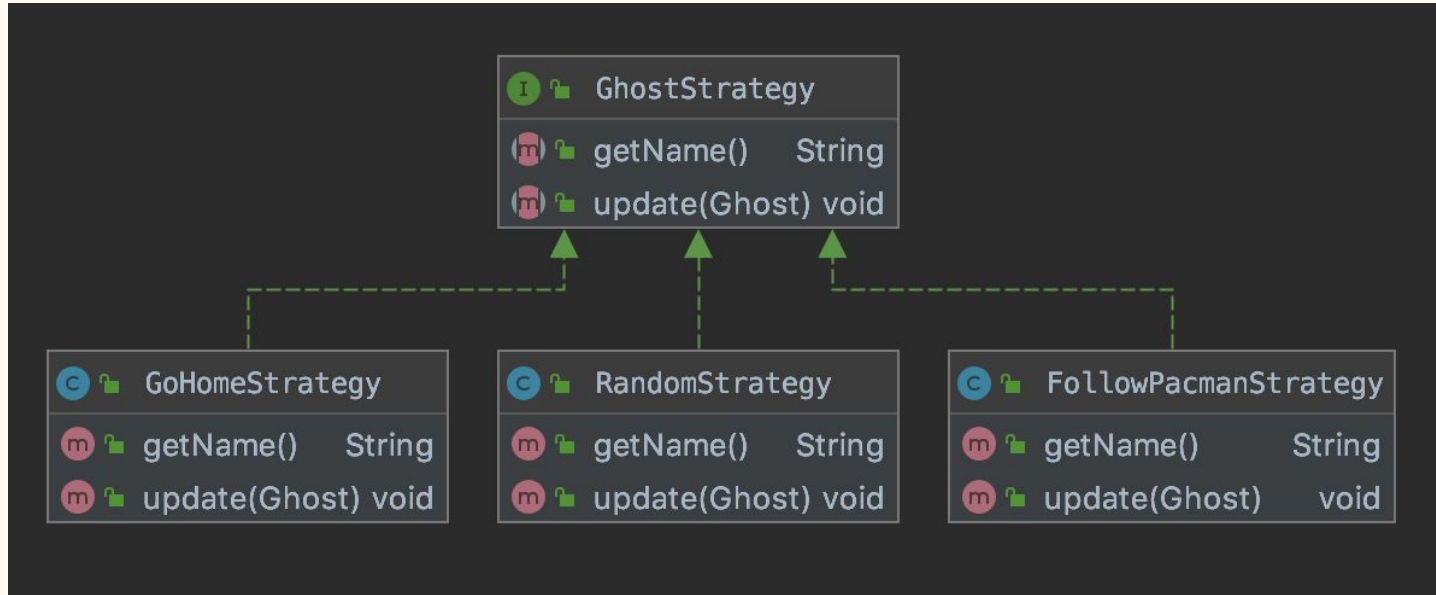 I GhostStrategy
m getName() String
m update(Ghost) void
C GoHomeStrategy
m getName() String
m update(Ghost) void
C RandomStrategy
m getName() String
m update(Ghost) void
C FollowPacmanStrategy
m getName() String
m update(Ghost) void